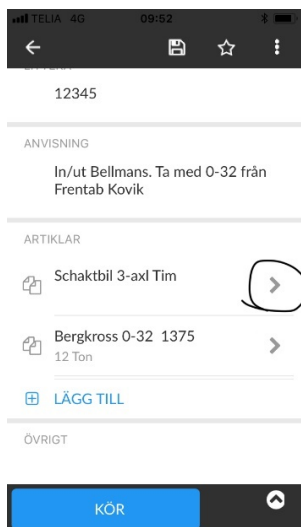 TELIA 4G 09:52
12345
ANVISNING
In/ut Bellmans. Ta med 0-32 från
Frentab Kovik
ARTIKLAR
Schaktbil 3-axl Tim
Bergkross 0-32 1375
12 Ton
LÄGG TILL
ÖVRIGT
KÖR